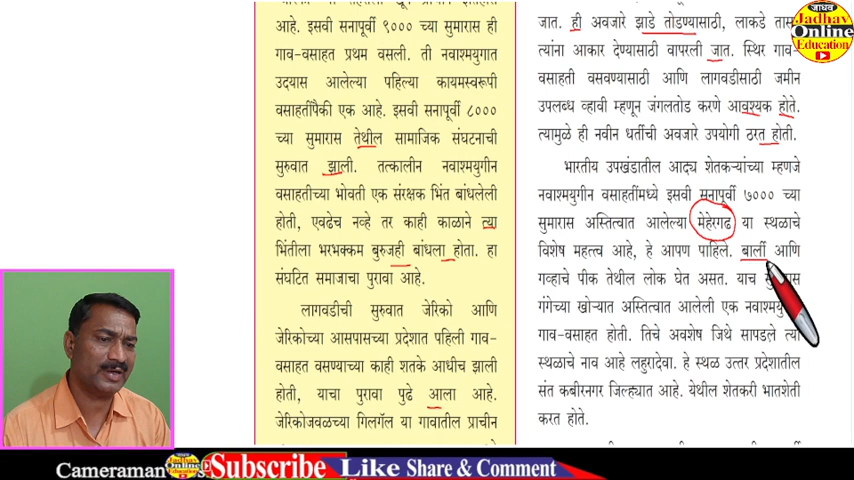 आहे. इसवी सनापूर्वी ९००० च्या सुमारास ही
गाव-वसाहत प्रथम वसली. ती नवाश्मयुगात
उदयास आलेल्या पहिल्या कायमस्वरूपी
वसाहतींपैकी एक आहे. इसवी सनापूर्वी ८०००
च्या सुमारास तेथील सामाजिक संघटनाची
सुरुवात झाली. तत्कालीन नवाश्मयुगीन
वसाहतीच्या भोवती एक संरक्षक भिंत बांधलेली
होती, एवढेच नव्हे तर काही काळाने त्या
भिंतीला भरभक्कम बुरुजही बांधला होता. हा
संघटित समाजाचा पुरावा आहे.
लागवडीची सुरुवात जेरिको आणि
जेरिकोच्या आसपासच्या प्रदेशात पहिली गाव-
वसाहत वसण्याच्या काही शतके आधीच झाली
होती, याचा पुरावा पुढे आला आहे.
जेरिकोजवळच्या गिलगॅल या गावातील प्राचीन
जात. ही अवजारे झाडे तोडण्यासाठी, लाकडे तास
त्यांना आकार देण्यासाठी वापरली जात. स्थिर गाव-
वसाहती वसवण्यासाठी आणि लागवडीसाठी जमीन
उपलब्ध व्हावी म्हणून जंगलतोड करणे आवश्यक होते.
त्यामुळे ही नवीन धर्तीची अवजारे उपयोगी ठरत होती.
भारतीय उपखंडातील आद्य शेतकऱ्यांच्या म्हणजे
नवाश्मयुगीन वसाहतींमध्ये इसवी सनापूर्वी ७००० च्या
सुमारास अस्तित्वात आलेल्या मेहेरगढ या स्थळाचे
विशेष महत्त्व आहे, हे आपण पाहिले. बार्ली आणि
गव्हाचे पीक तेथील लोक घेत असत. याच
गंगेच्या खोऱ्यात अस्तित्वात आलेली एक
गाव-वसाहत होती. तिचे अवशेष जिथे सापडले त्या
स्थळाचे नाव आहे लहुरादेवा. हे स्थळ उत्तर प्रदेशातील
संत कबीरनगर जिल्ह्यात आहे. येथील शेतकरी भातशेती
करत होते.
जाधव
Jadhav
Online
Education
Cameraman
Jadhav
Online
Education
Subscribe Like Share & Comment